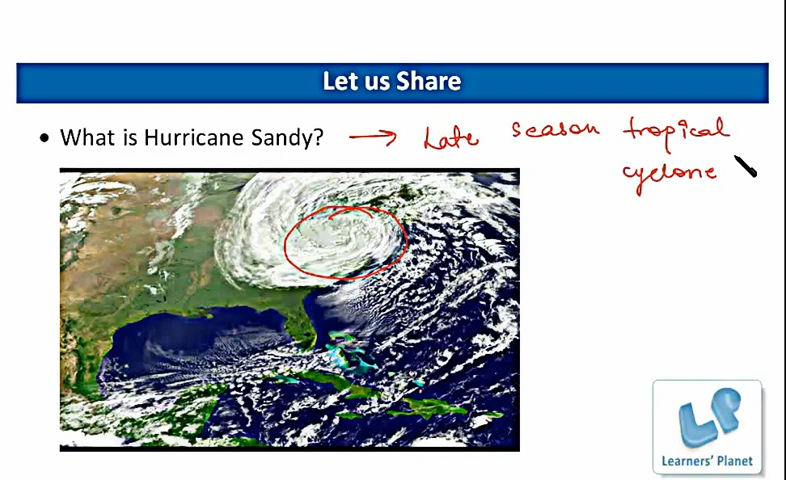 Let us Share
• What is Hurricane Sandy? → Late season tropical
cyclone
LP
Learners' Planet